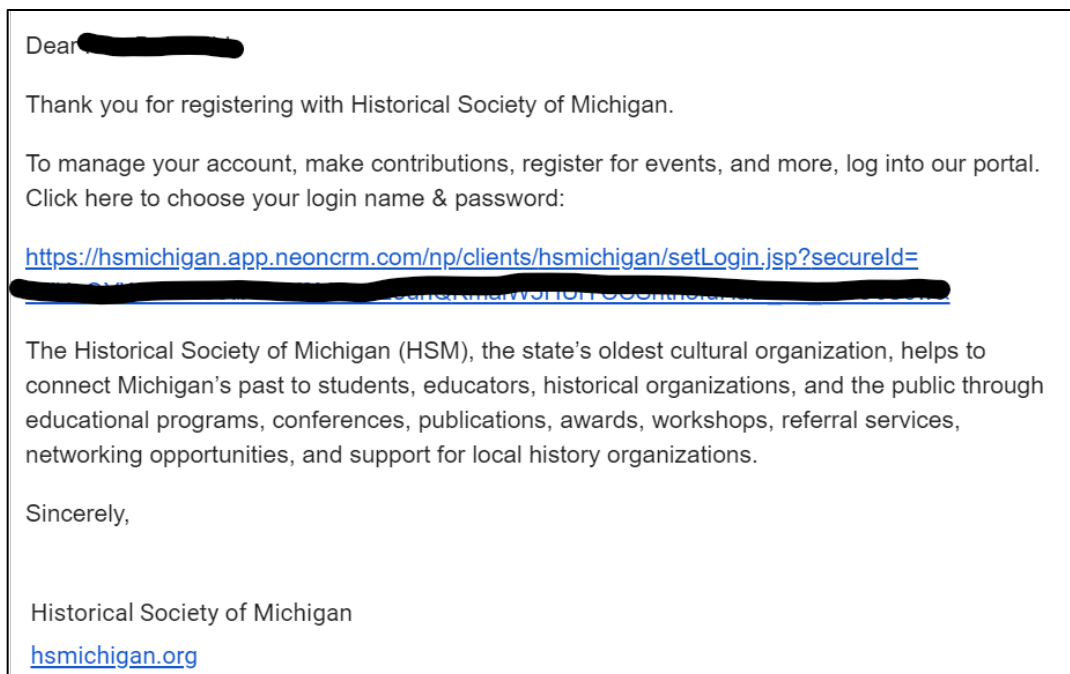 Dear
Thank you for registering with Historical Society of Michigan.
To manage your account, make contributions, register for events, and more, log into our portal.
Click here to choose your login name & password:
https://hsmichigan.app.neoncrm.com/np/clients/hsmichigan/setLogin.jsp?secureId=
The Historical Society of Michigan (HSM), the state’s oldest cultural organization, helps to
connect Michigan’s past to students, educators, historical organizations, and the public through
educational programs, conferences, publications, awards, workshops, referral services,
networking opportunities, and support for local history organizations.
Sincerely,
Historical Society of Michigan
hsmichigan.org